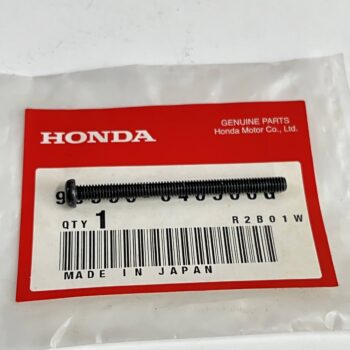 GENUINE PARTS
Honda Motor Co., Ltd.
HONDA
QTY 1
R2B01W
MADE IN JAPAN